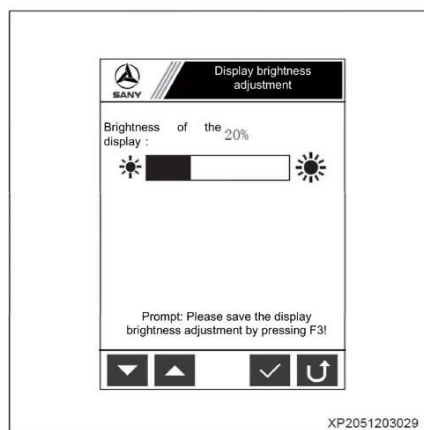 SANY
Display brightness
adjustment
Brightness of the 20%
display :
Prompt: Please save the display
brightness adjustment by pressing F3!
XP2051203029